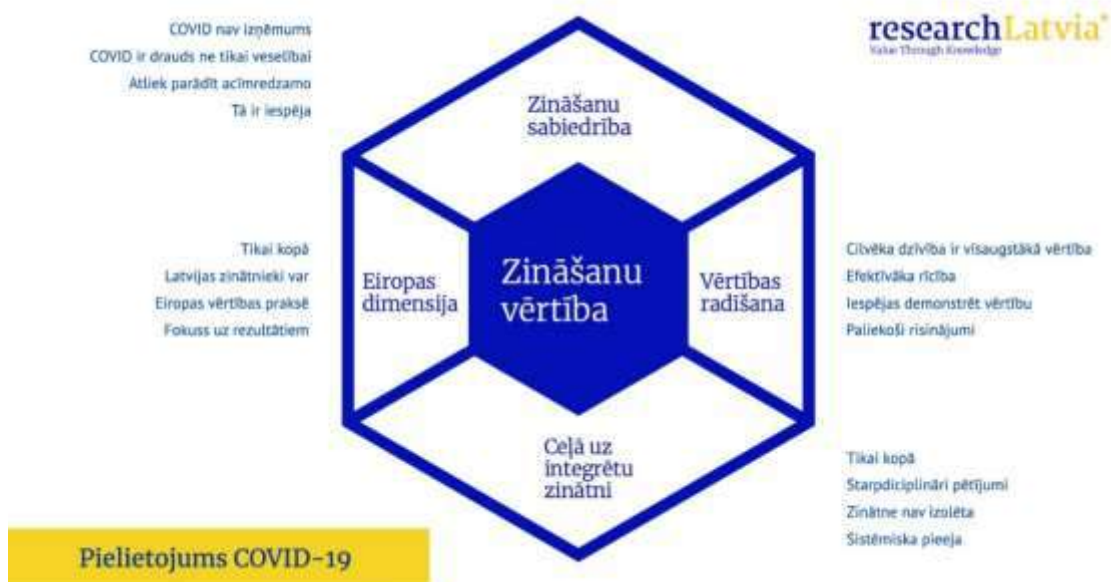 COVID nav izņēmums
COVID ir drauds ne tikai veselībai
Atliek parādīt acīmredzamo
Tā ir iespēja
researchLatvia
Value Through Knowledge
Zināšanu
sabiedrība
Tikai kopā
Latvijas zinātnieki var
Eiropas vērtības praksē
Fokuss uz rezultātiem
Eiropas
dimensija
Zināšanu
vērtība
Vērtības
radīšana
Cilvēka dzīvība ir visaugstākā vērtība
Efektīvāka rīcība
Iespējas demonstrēt vērtību
Paliekoši risinājumi
Ceļā uz
integrētu
zinātni
Tikai kopā
Starpdiciplināri pētījumi
Zinātne nav izolēta
Sistēmiska pieeja
Pielietojums COVID-19